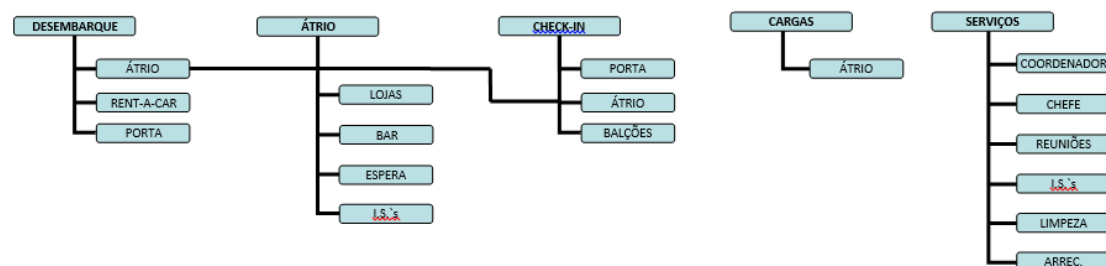 DESEMBARQUE
ÁTRIO
RENT-A-CAR
PORTA
ÁTRIO
LOJAS
BAR
ESPERA
I.S.`s
CHECK-IN
PORTA
ÁTRIO
BALÇÕES
CARGAS
ÁTRIO
SERVIÇOS
COORDENADOR
CHEFE
REUNIÕES
I.S.`s
LIMPEZA
ARREC.